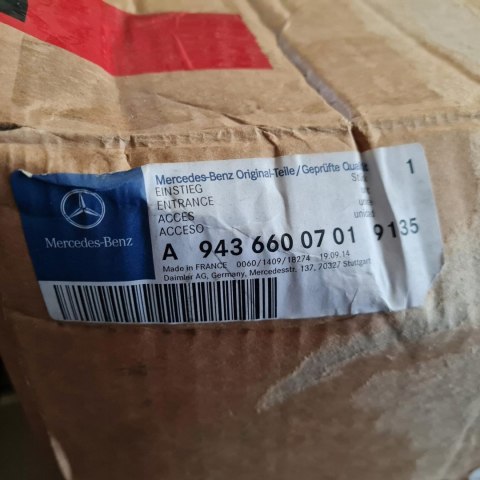 Mercedes-Benz Original-Teile/Geprüfte
1
EINSTIEG
ENTRANCE
ACCES
ACCESO
Mercedes-Benz
A 943 660 07 01 9135
Made in FRANCE 0060/1409/18274 19.09.14
Daimler AG, Germany, Mercedesstr. 137, 70327 Stuttgart